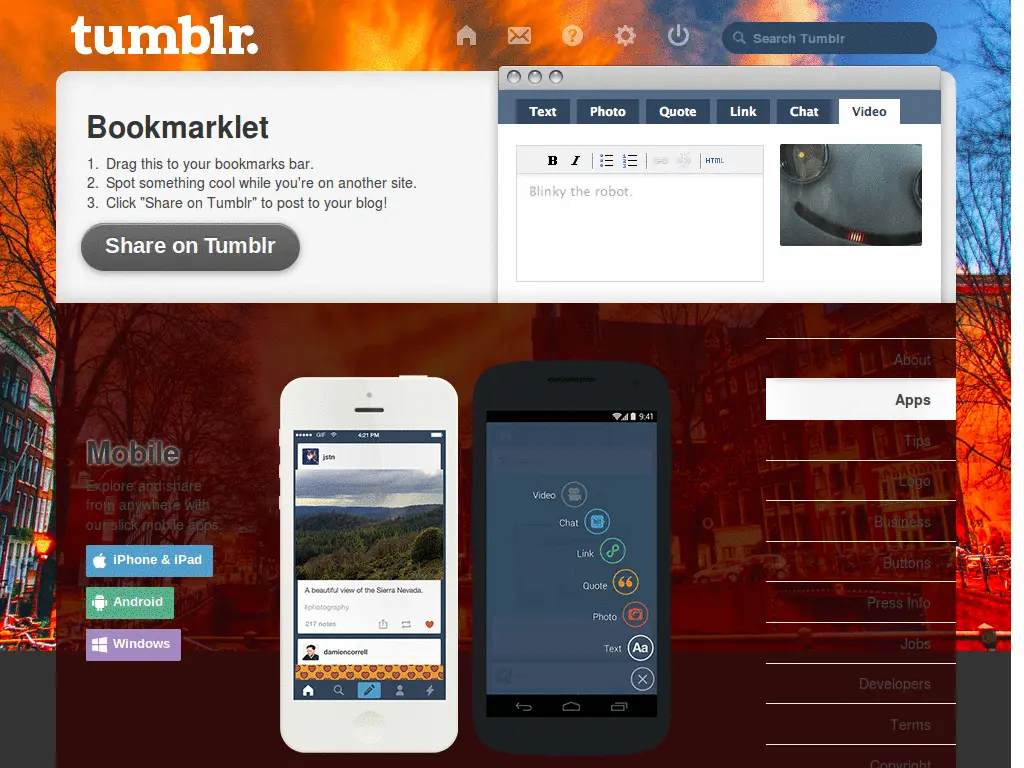 tumblr.
Search Tumblr
Bookmarklet
1. Drag this to your bookmarks bar.
2. Spot something cool while you're on another site.
3. Click "Share on Tumblr" to post to your blog!
Share on Tumblr
Text Photo Quote Link Chat Video
B I HTML
Blinky the robot.
Mobile
Explore and share
from anywhere with
our slick mobile apps.
iPhone & iPad
Android
Windows
GIF 4:21 PM
jstn
A beautiful view of the Sierra Nevada.
#photography
217 notes
damiencorrell
9:41
Video
Chat
Link
Quote
Photo
Text Aa
About
Apps
Tips
Logo
Business
Buttons
Press Info
Jobs
Developers
Terms
Copyright